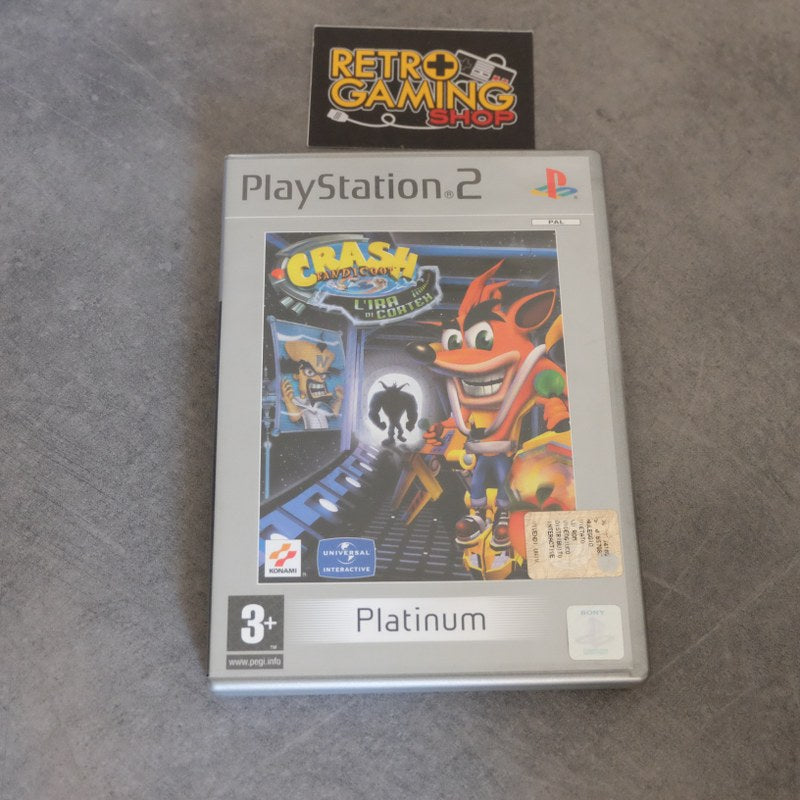 RETRO
GAMING
SHOP
PlayStation®2
PAL
CRASH
BANDICOOT
L'IRA
DI CORTEX
N
KONAMI
UNIVERSAL
INTERACTIVE
3+
www.pegi.info
Platinum
SONY